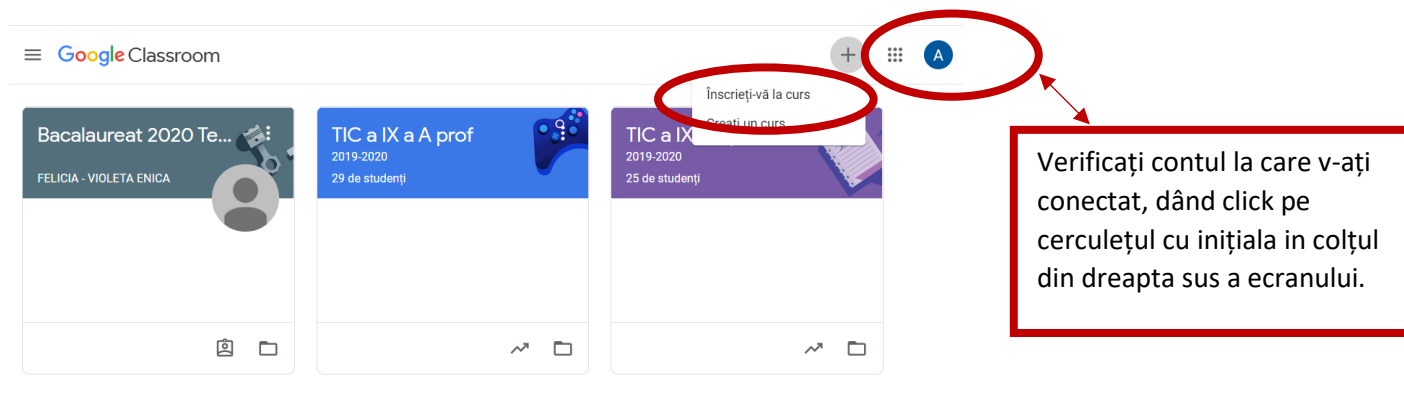 Google Classroom
A
Înscrieți-vă la curs
Creați un curs
Bacalaureat 2020 Te...
FELICIA - VIOLETA ENICA
TIC a IX a A prof
2019-2020
29 de studenți
TIC a IX
2019-2020
25 de studenți
Verificați contul la care v-ați
conectat, dând click pe
cerculețul cu inițiala in colțul
din dreapta sus a ecranului.